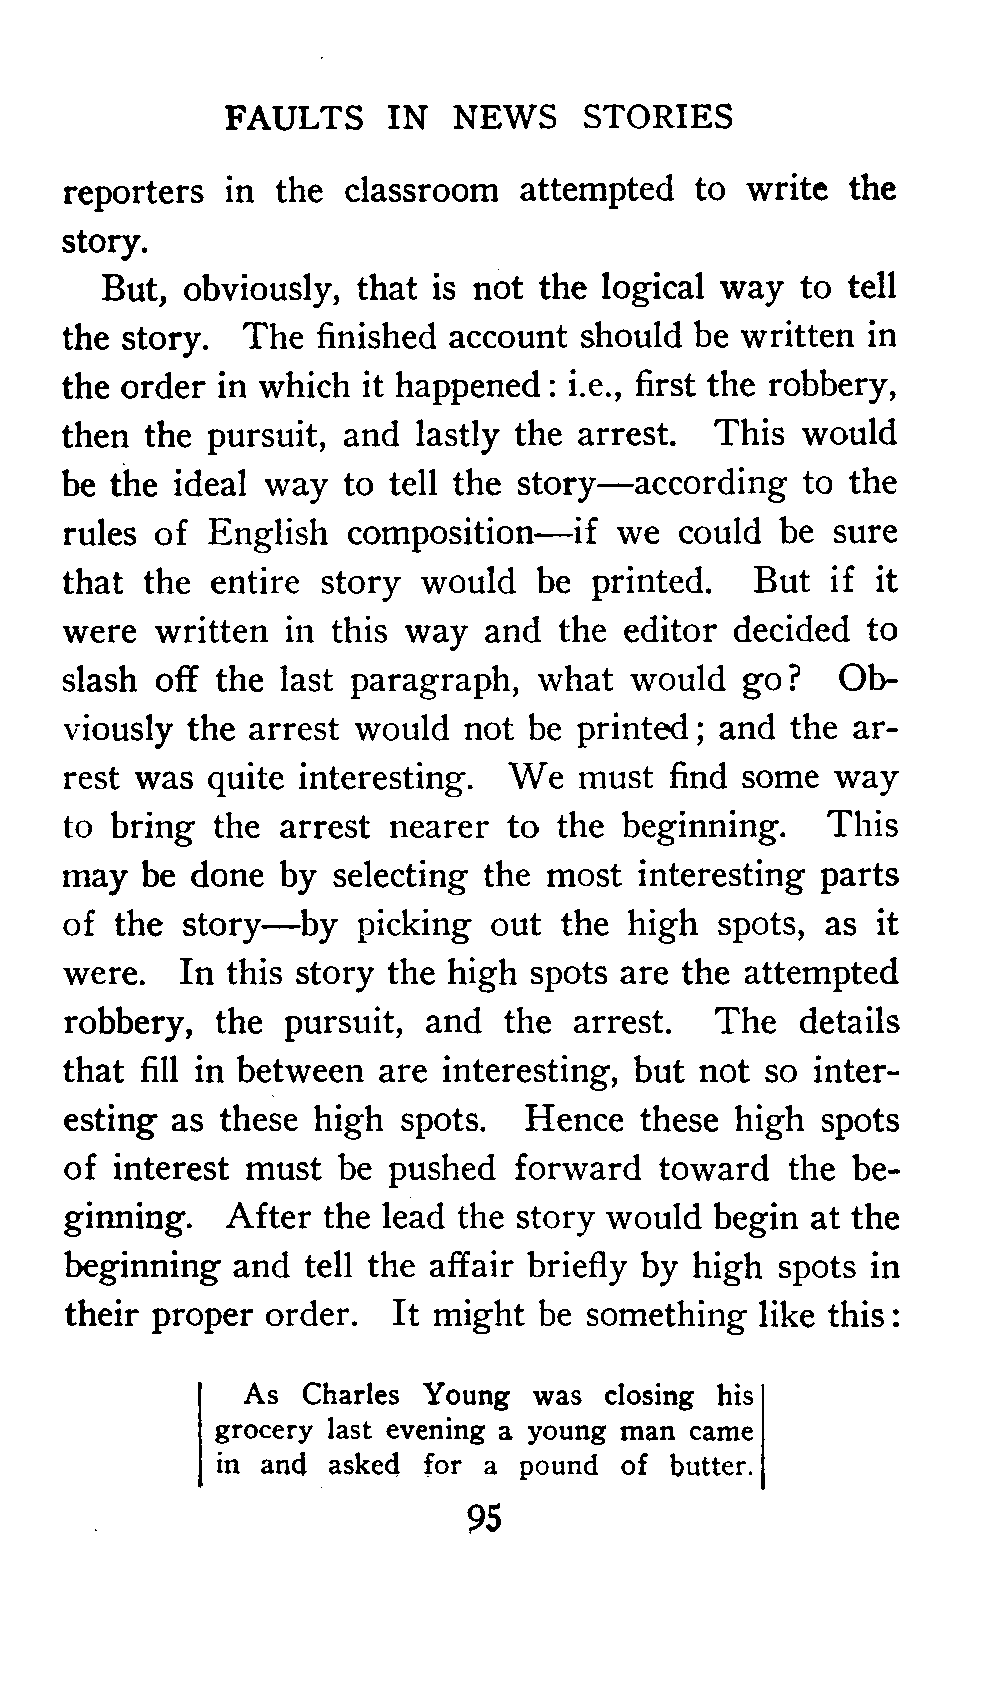 FAULTS IN NEWS STORIES
reporters in the classroom attempted to write the
story.
But, obviously, that is not the logical way to tell
the story. The finished account should be written in
the order in which it happened: i.e., first the robbery,
then the pursuit, and lastly the arrest. This would
be the ideal way to tell the story—according to the
rules of English composition—if we could be sure
that the entire story would be printed. But if it
were written in this way and the editor decided to
slash off the last paragraph, what would go? Ob-
viously the arrest would not be printed; and the ar-
rest was quite interesting. We must find some way
to bring the arrest nearer to the beginning. This
may be done by selecting the most interesting parts
of the story—by picking out the high spots, as it
were. In this story the high spots are the attempted
robbery, the pursuit, and the arrest. The details
that fill in between are interesting, but not so inter-
esting as these high spots. Hence these high spots
of interest must be pushed forward toward the be-
ginning. After the lead the story would begin at the
beginning and tell the affair briefly by high spots in
their proper order. It might be something like this:
As Charles Young was closing his
grocery last evening a young man came
in and asked for a pound of butter.
95